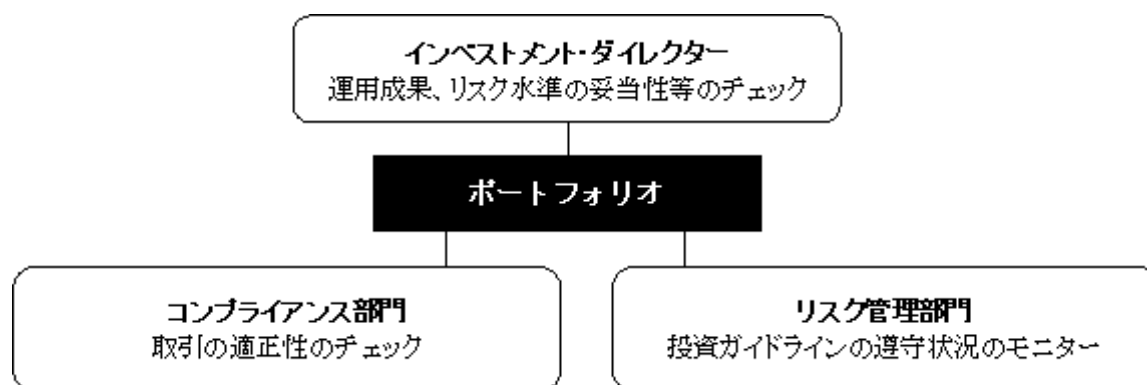 インベストメント・ダイレクター
運用成果、リスク水準の妥当性等のチェック
ポートフォリオ
コンプライアンス部門
取引の適正性のチェック
リスク管理部門
投資ガイドラインの遵守状況のモニター